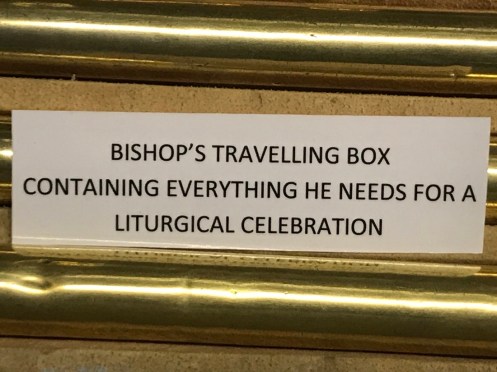 BISHOP’S TRAVELLING BOX
CONTAINING EVERYTHING HE NEEDS FOR A
LITURGICAL CELEBRATION